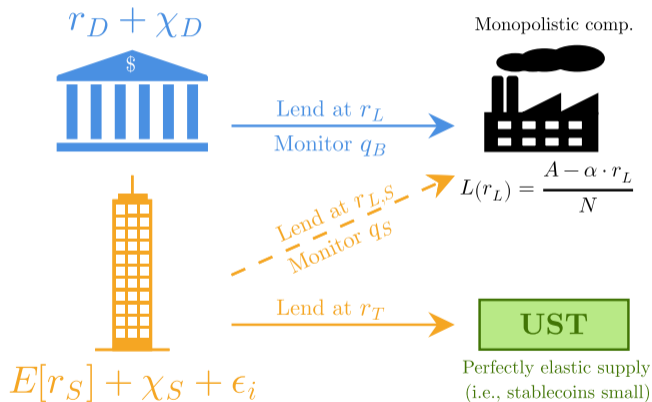 r_D + χ_D
Monopolistic comp.
$
Lend at r_L
Monitor q_B
L(r_L) = (A − α · r_L) / N
Lend at r_{L,S}
Monitor q_S
Lend at r_T
UST
E[r_S] + χ_S + ϵ_i
Perfectly elastic supply
(i.e., stablecoins small)